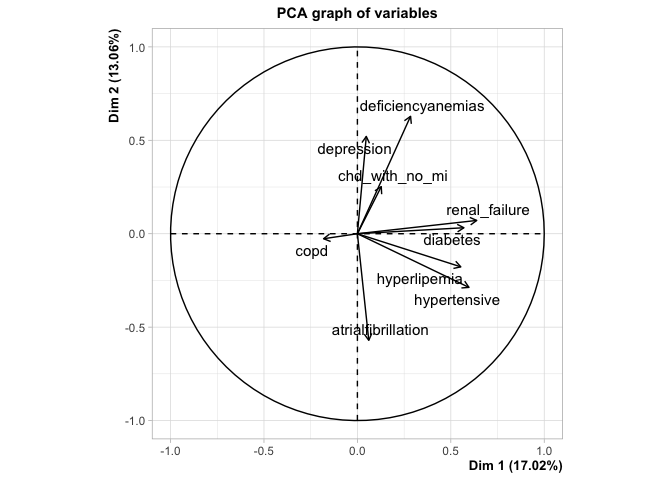 PCA graph of variables
Dim 2 (13.06%)
1.0
deficiencyanemias
0.5
depression
chd_with_no_mi
renal_failure
0.0
diabetes
copd
hyperlipemia
hypertensive
-0.5
atrialfibrillation
-1.0
-1.0 -0.5 0.0 0.5 1.0
Dim 1 (17.02%)